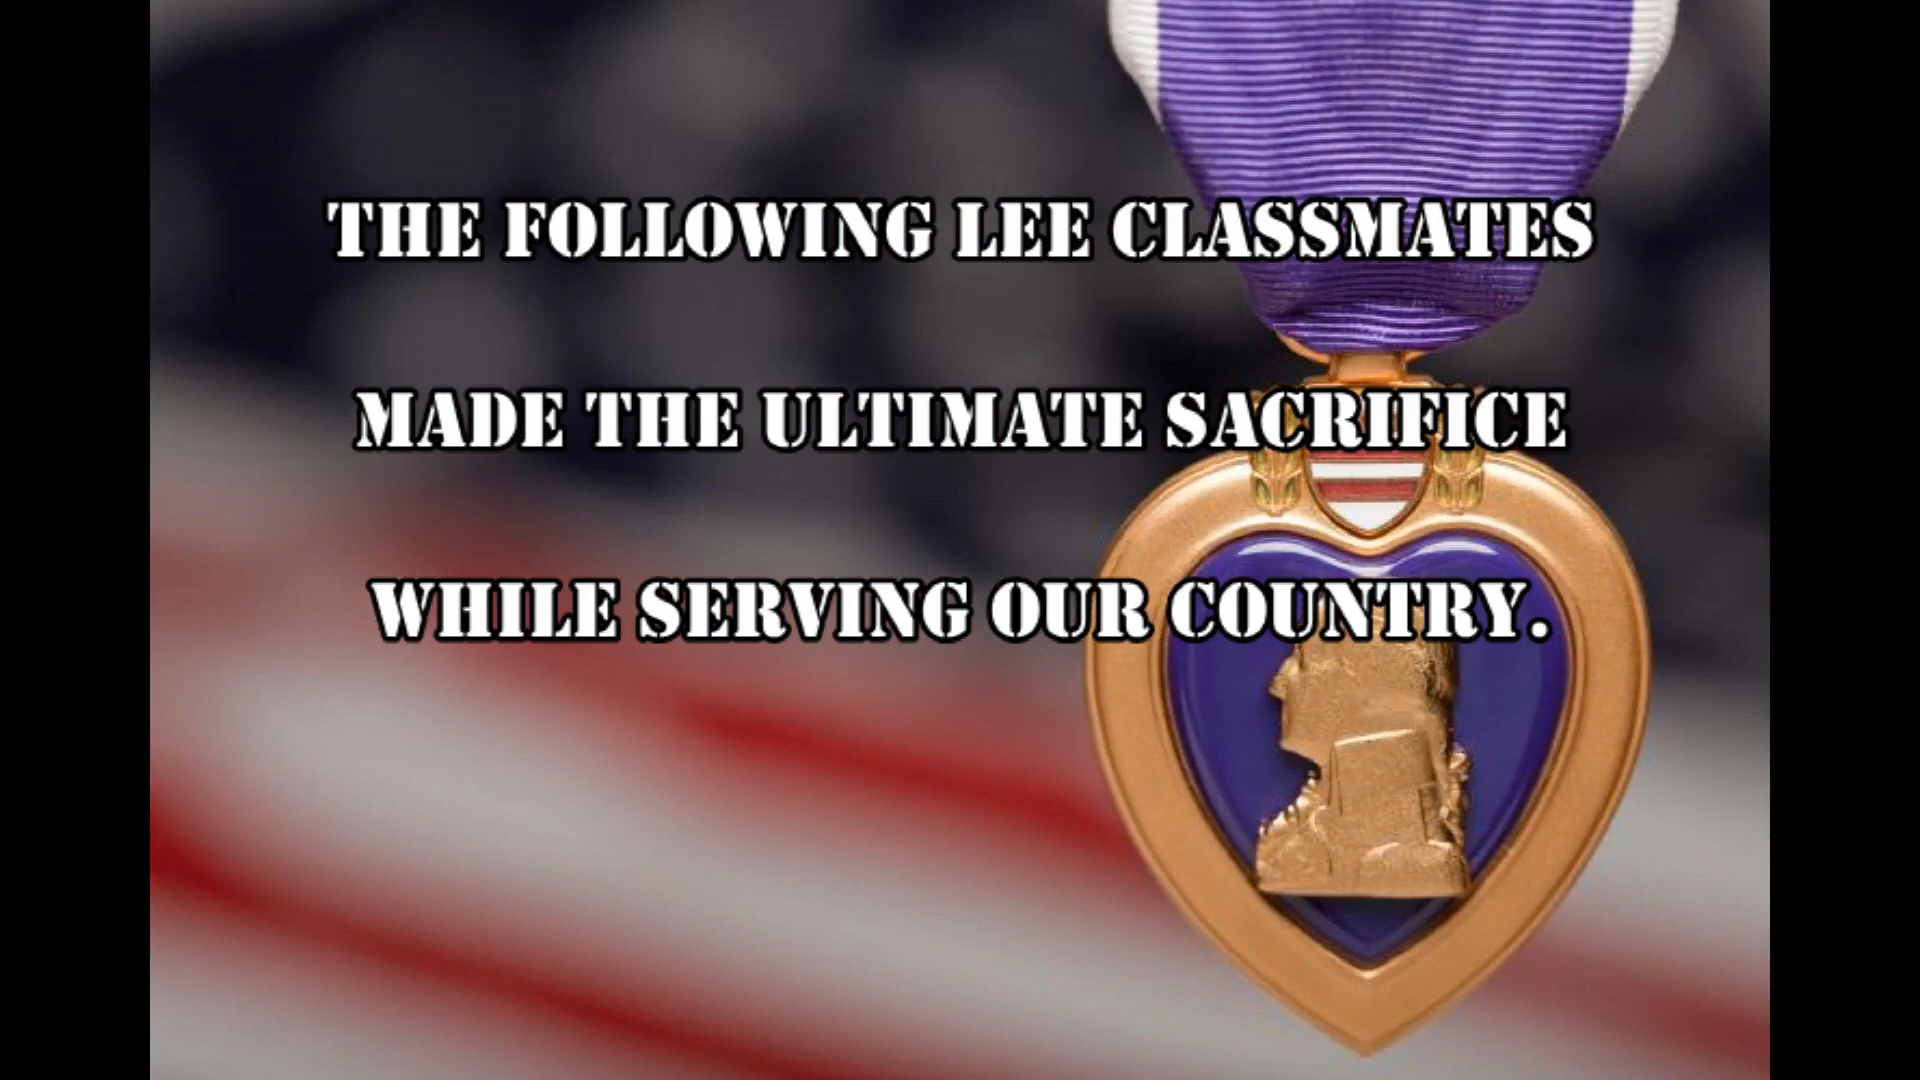 THE FOLLOWING LEE CLASSMATES
MADE THE ULTIMATE SACRIFICE
WHILE SERVING OUR COUNTRY.